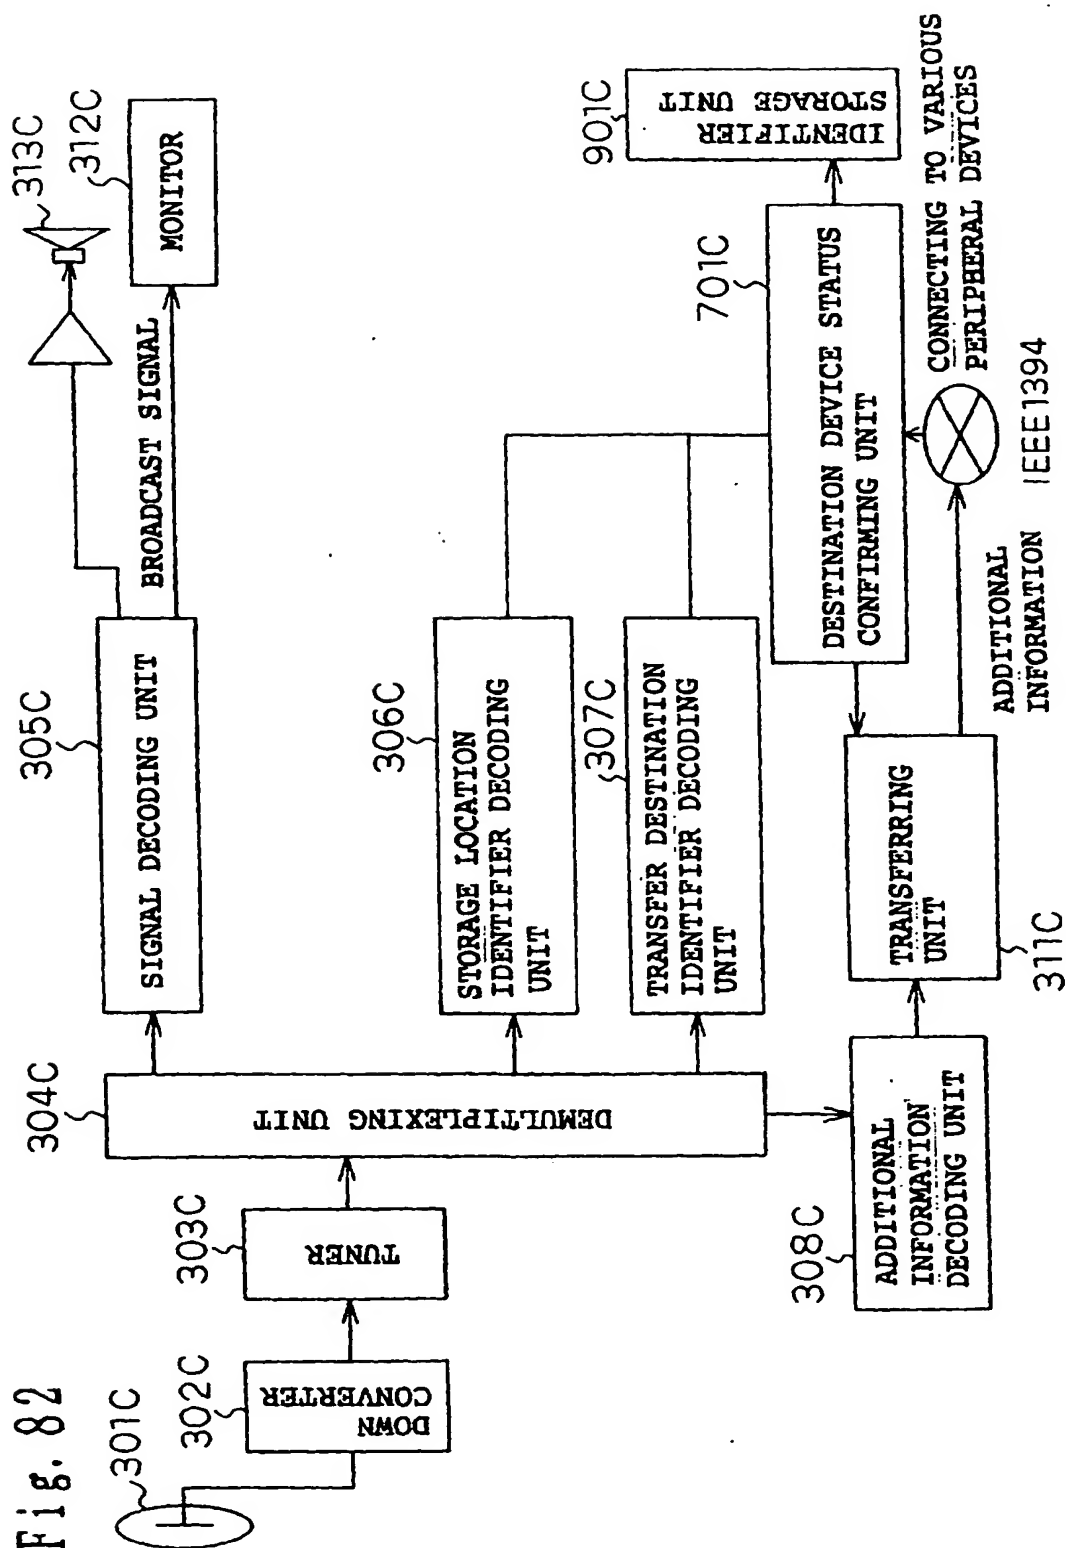 Fig. 82
301C
302C
DOWN
CONVERTER
303C
TUNER
304C
DEMULTIPLEXING UNIT
305C
SIGNAL DECODING UNIT
BROADCAST SIGNAL
313C
312C
MONITOR
306C
STORAGE LOCATION
IDENTIFIER DECODING
UNIT
307C
TRANSFER DESTINATION
IDENTIFIER DECODING
UNIT
308C
ADDITIONAL
INFORMATION
DECODING UNIT
TRANSFERRING
UNIT
311C
ADDITIONAL
INFORMATION
701C
DESTINATION DEVICE STATUS
CONFIRMING UNIT
901C
IDENTIFIER
STORAGE UNIT
CONNECTING TO VARIOUS
PERIPHERAL DEVICES
IEEE1394